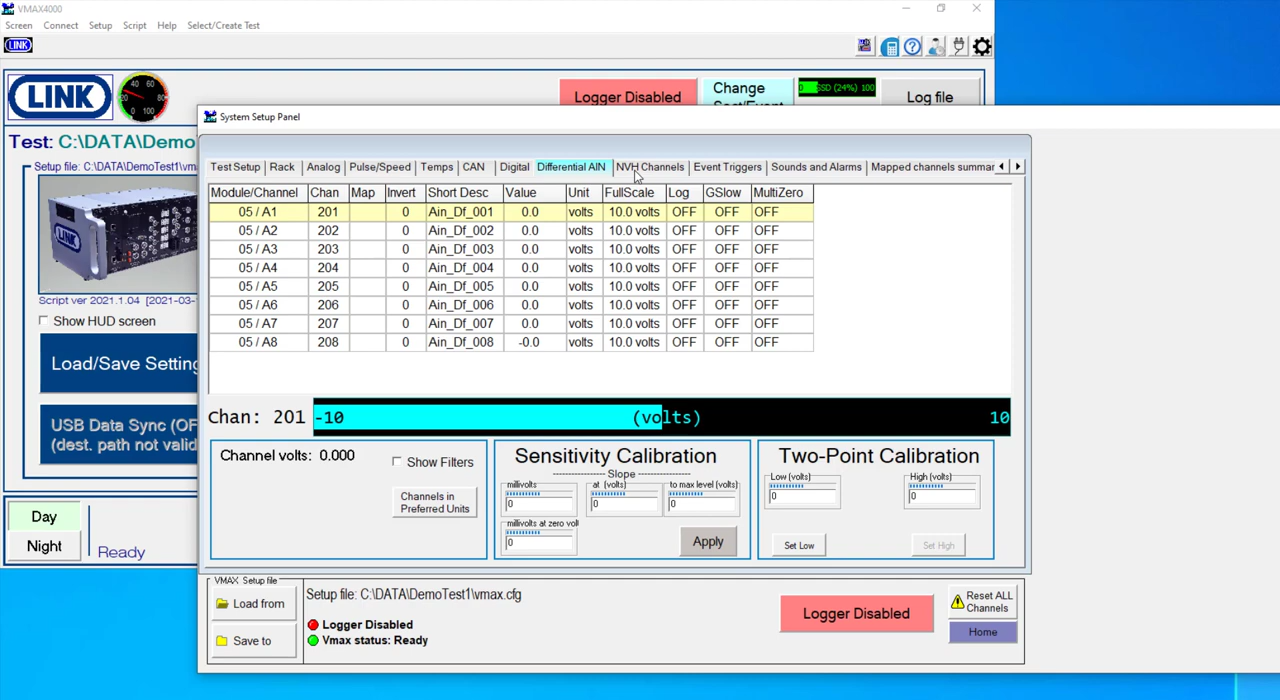 VMAX4000
Screen Connect Setup Script Help Select/Create Test
LINK
LINK
40 60
20 80
0 100
Logger Disabled
Change
0 SSD (24%) 100
Log file
System Setup Panel
Test: C:\DATA\Demo
Setup file: C:\DATA\DemoTest1\vm
LINK
Script ver 2021.1.04 [2021-03-
Show HUD screen
Load/Save Setting
USB Data Sync (OF
(dest. path not valid
Day
Night
Ready
Test Setup Rack Analog Pulse/Speed Temps CAN Digital Differential AIN NVH Channels Event Triggers Sounds and Alarms Mapped channels summar
Module/Channel Chan Map Invert Short Desc Value Unit FullScale Log GSlow MultiZero
05 / A1 201 0 Ain_Df_001 0.0 volts 10.0 volts OFF OFF OFF
05 / A2 202 0 Ain_Df_002 0.0 volts 10.0 volts OFF OFF OFF
05 / A3 203 0 Ain_Df_003 0.0 volts 10.0 volts OFF OFF OFF
05 / A4 204 0 Ain_Df_004 0.0 volts 10.0 volts OFF OFF OFF
05 / A5 205 0 Ain_Df_005 0.0 volts 10.0 volts OFF OFF OFF
05 / A6 206 0 Ain_Df_006 0.0 volts 10.0 volts OFF OFF OFF
05 / A7 207 0 Ain_Df_007 0.0 volts 10.0 volts OFF OFF OFF
05 / A8 208 0 Ain_Df_008 -0.0 volts 10.0 volts OFF OFF OFF
Chan: 201 -10 (volts) 10
Channel volts: 0.000
Show Filters
Channels in
Preferred Units
Sensitivity Calibration
Slope
millivolts at (volts) to max level (volts)
0 0 0
millivolts at zero vol
0
Apply
Two-Point Calibration
Low (volts) High (volts)
0 0
Set Low Set High
VMAX Setup file
Load from
Save to
Setup file: C:\DATA\DemoTest1\vmax.cfg
Logger Disabled
Vmax status: Ready
Logger Disabled
Reset ALL
Channels
Home